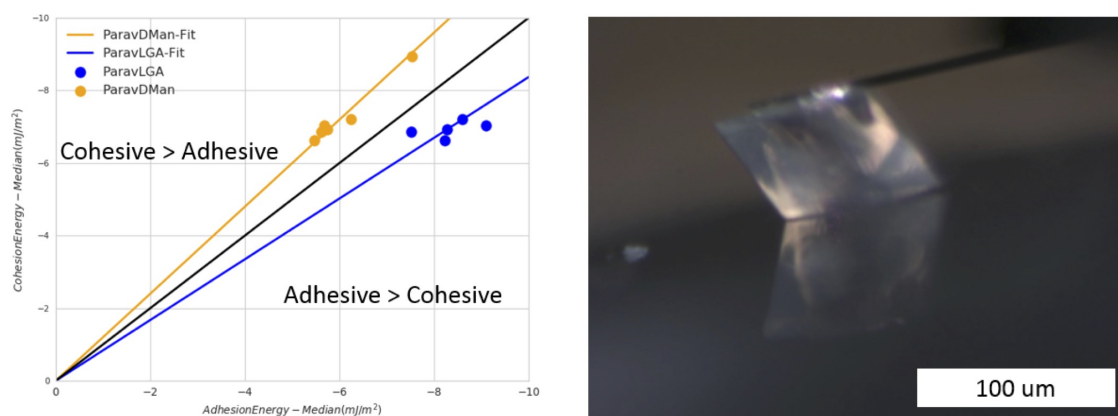 −10
ParavDMan-Fit
ParavLGA-Fit
ParavLGA
ParavDMan
−8
Cohesive > Adhesive
−6
CohesionEnergy − Median(mJ/m²)
−4
Adhesive > Cohesive
−2
0
0 −2 −4 −6 −8 −10
AdhesionEnergy − Median(mJ/m²)
100 um